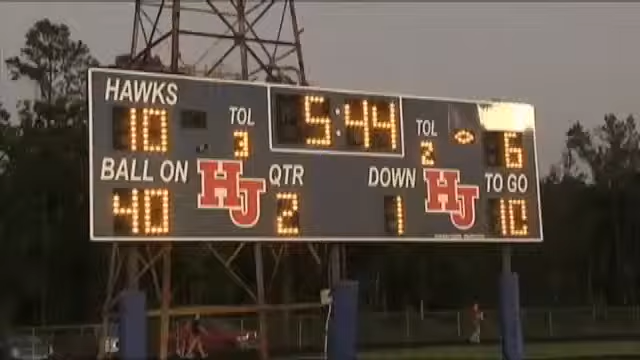 HAWKS
10 TOL 3 5:44 TOL 2 6
BALL ON HJ QTR DOWN HJ TO GO
40 2 1 10